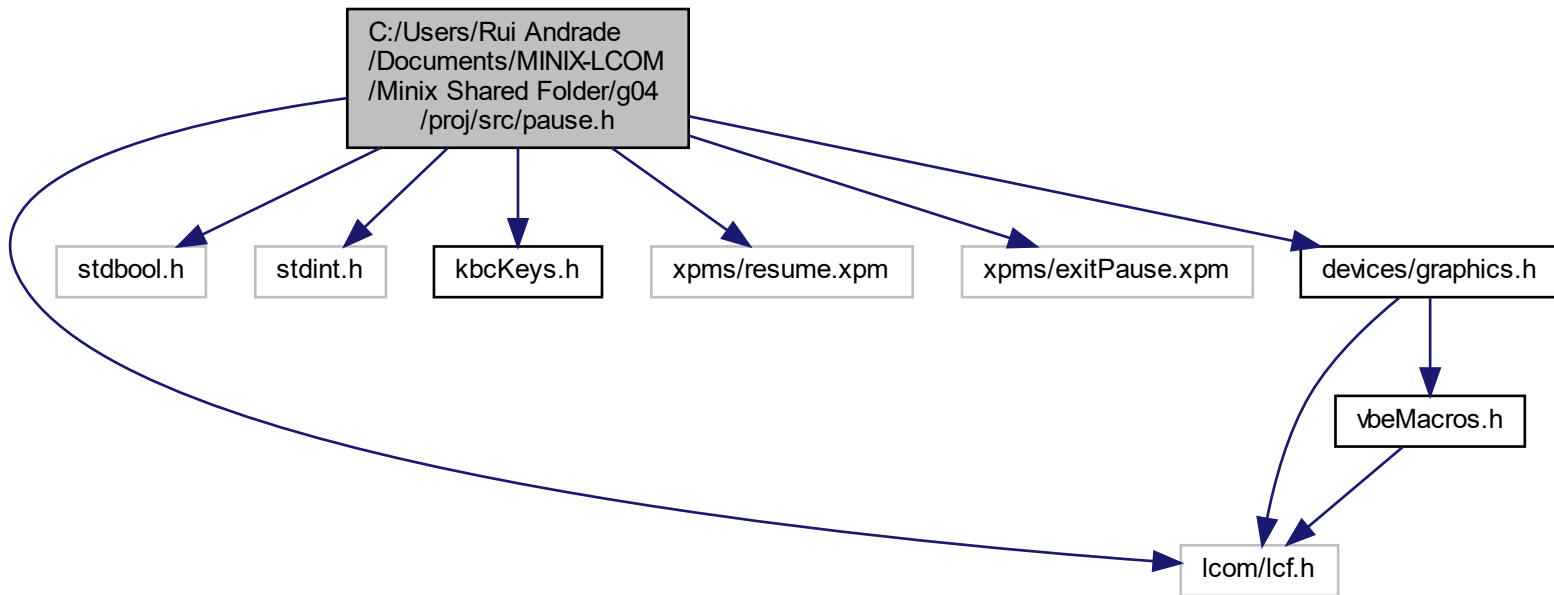 C:/Users/Rui Andrade
/Documents/MINIX-LCOM
/Minix Shared Folder/g04
/proj/src/pause.h
stdbool.h
stdint.h
kbcKeys.h
xpms/resume.xpm
xpms/exitPause.xpm
devices/graphics.h
vbeMacros.h
lcom/lcf.h